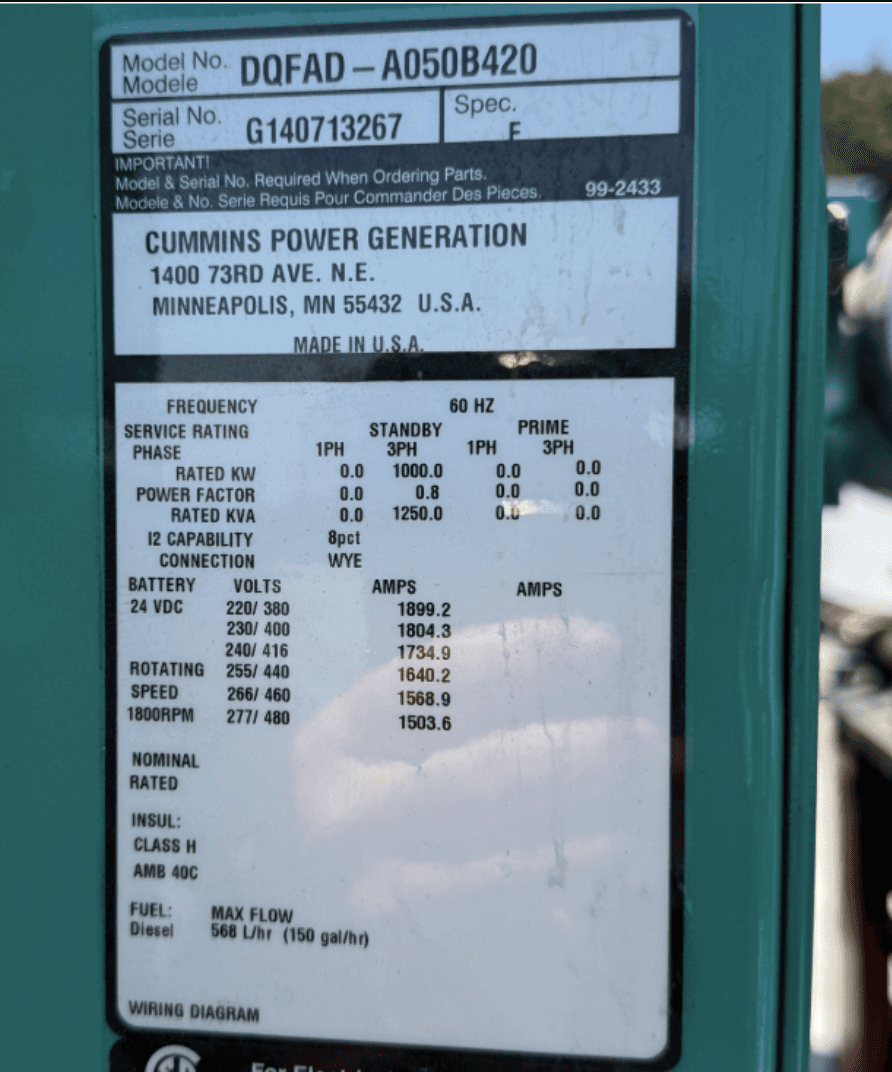 Model No. DQFAD – A050B420
Modele
Serial No. G140713267 Spec.
Serie F
IMPORTANT!
Model & Serial No. Required When Ordering Parts.
Modele & No. Serie Requis Pour Commander Des Pieces. 99-2433
CUMMINS POWER GENERATION
1400 73RD AVE. N.E.
MINNEAPOLIS, MN 55432 U.S.A.
MADE IN U.S.A.
FREQUENCY 60 HZ
SERVICE RATING STANDBY PRIME
PHASE 1PH 3PH 1PH 3PH
RATED KW 0.0 1000.0 0.0 0.0
POWER FACTOR 0.0 0.8 0.0 0.0
RATED KVA 0.0 1250.0 0.0 0.0
I2 CAPABILITY 8pct
CONNECTION WYE
BATTERY VOLTS AMPS AMPS
24 VDC 220/ 380 1899.2
230/ 400 1804.3
240/ 416 1734.9
ROTATING 255/ 440 1640.2
SPEED 266/ 460 1568.9
1800RPM 277/ 480 1503.6
NOMINAL
RATED
INSUL:
CLASS H
AMB 40C
FUEL: MAX FLOW
Diesel 568 L/hr (150 gal/hr)
WIRING DIAGRAM
For